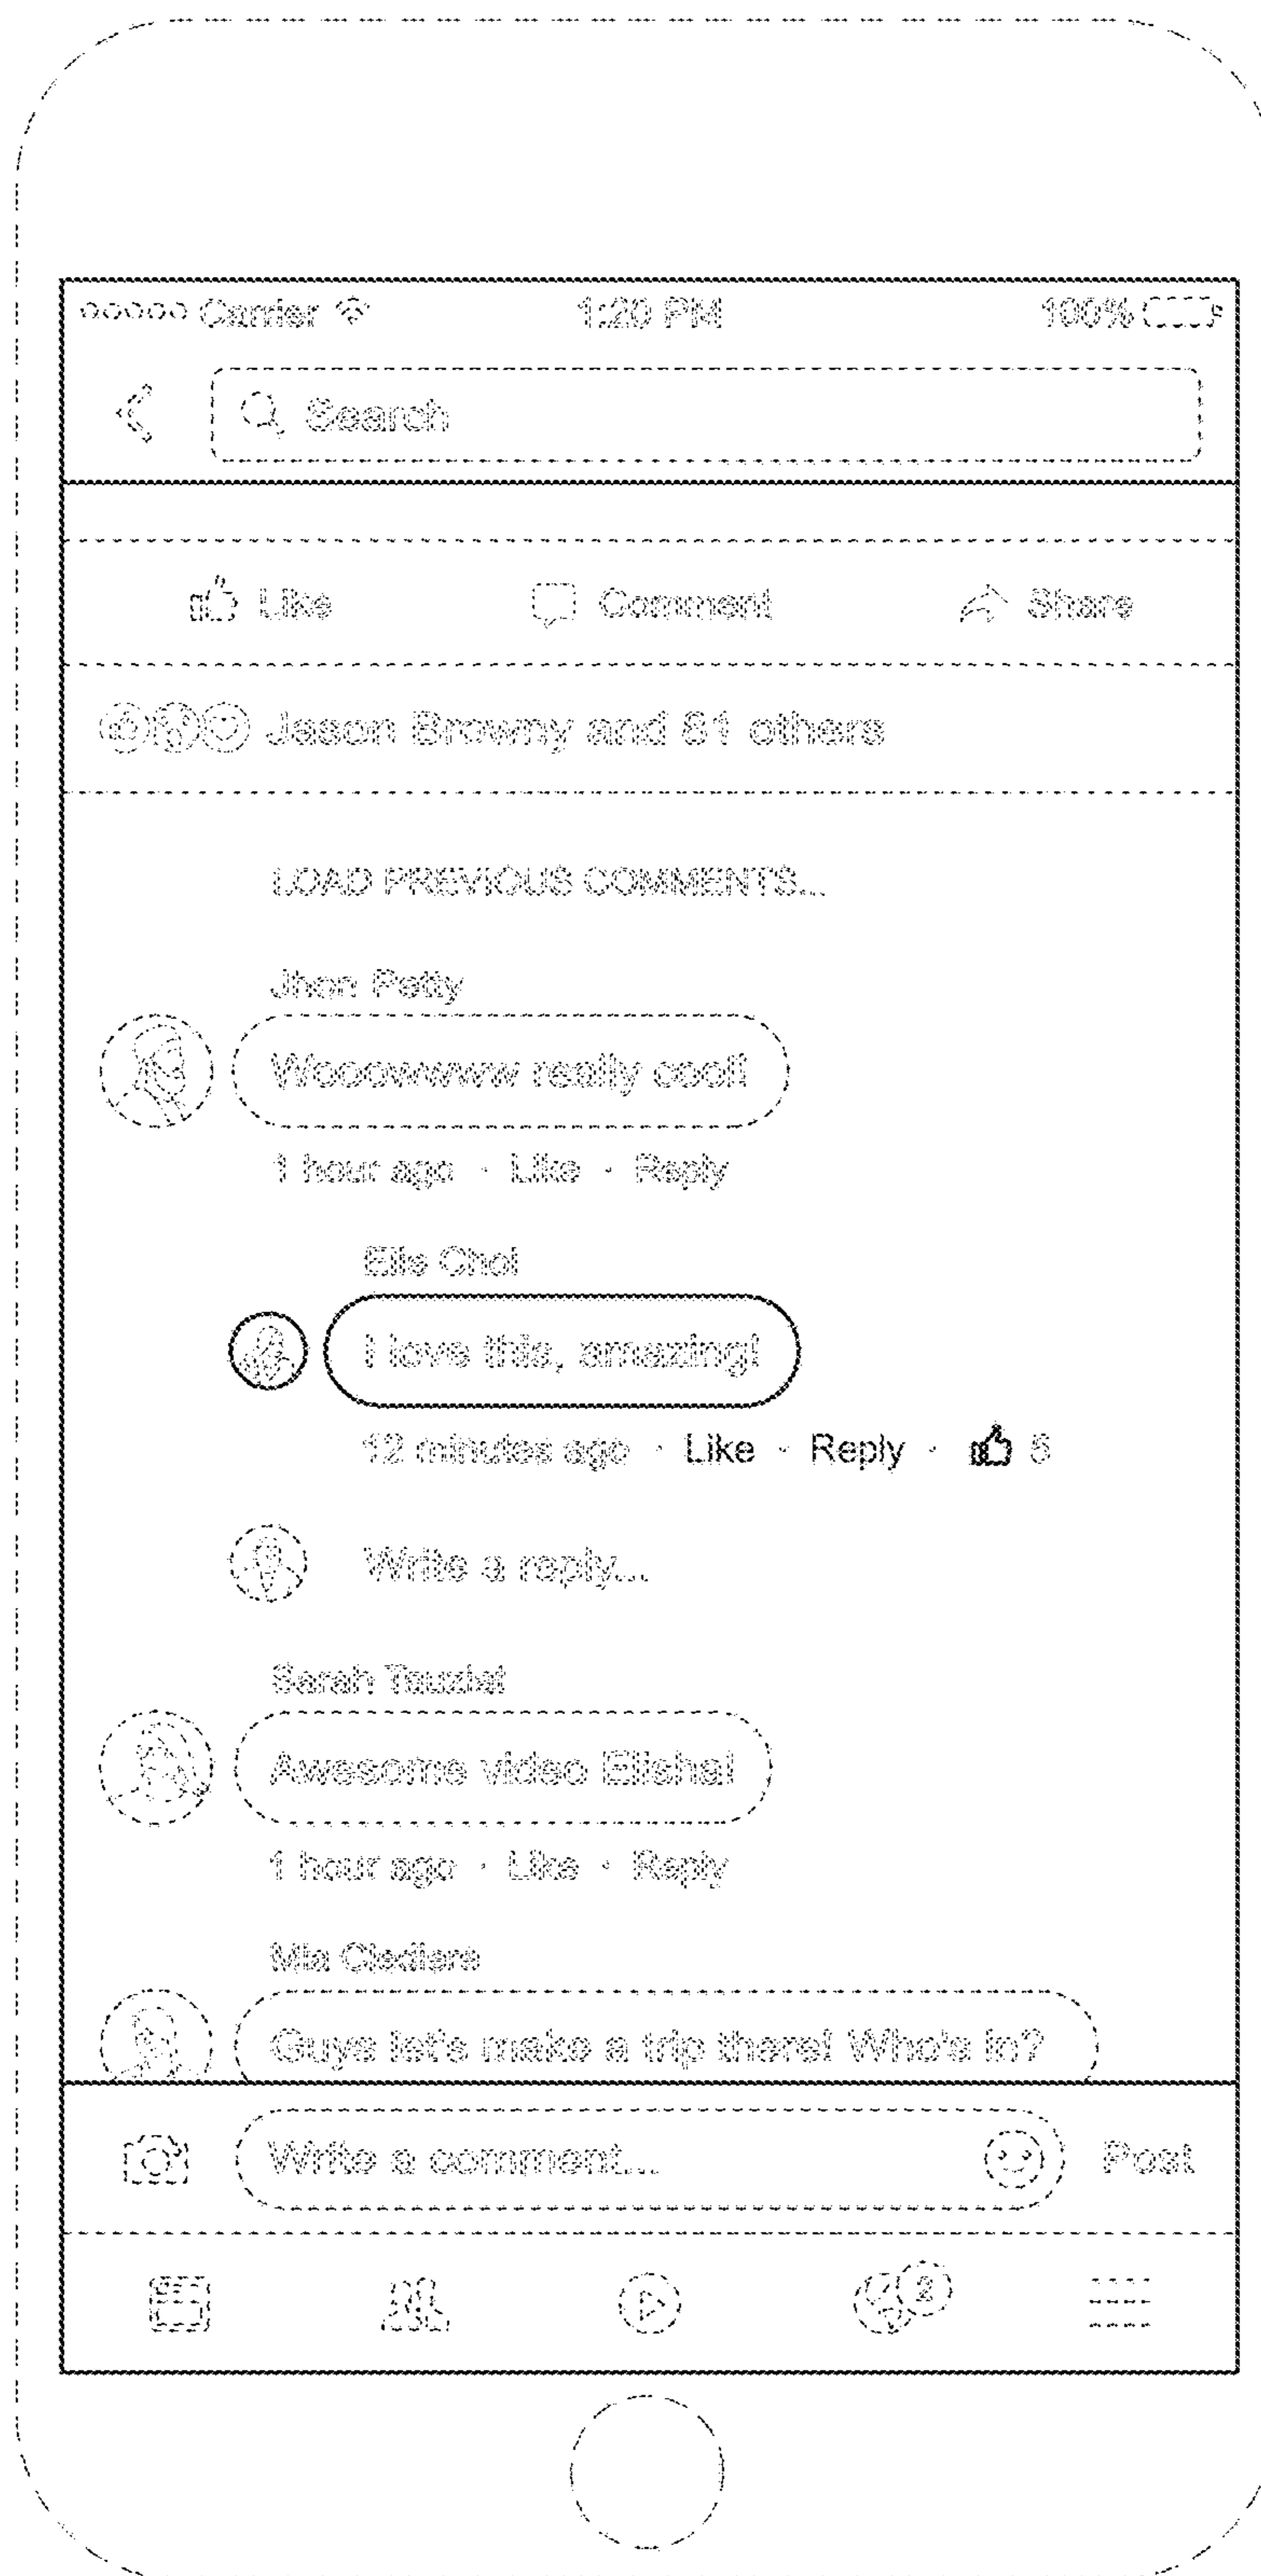 Carrier 1:20 PM 100%
Search
Like Comment Share
Jason Browny and 81 others
LOAD PREVIOUS COMMENTS...
Jhon Petty
Wooowwww really cool!
1 hour ago · Like · Reply
Elle Choi
I love this, amazing!
12 minutes ago · Like · Reply · 5
Write a reply...
Sarah Tauziat
Awesome video Elisha!
1 hour ago · Like · Reply
Mia Clediere
Guys let's make a trip there! Who's in?
Write a comment... Post
2